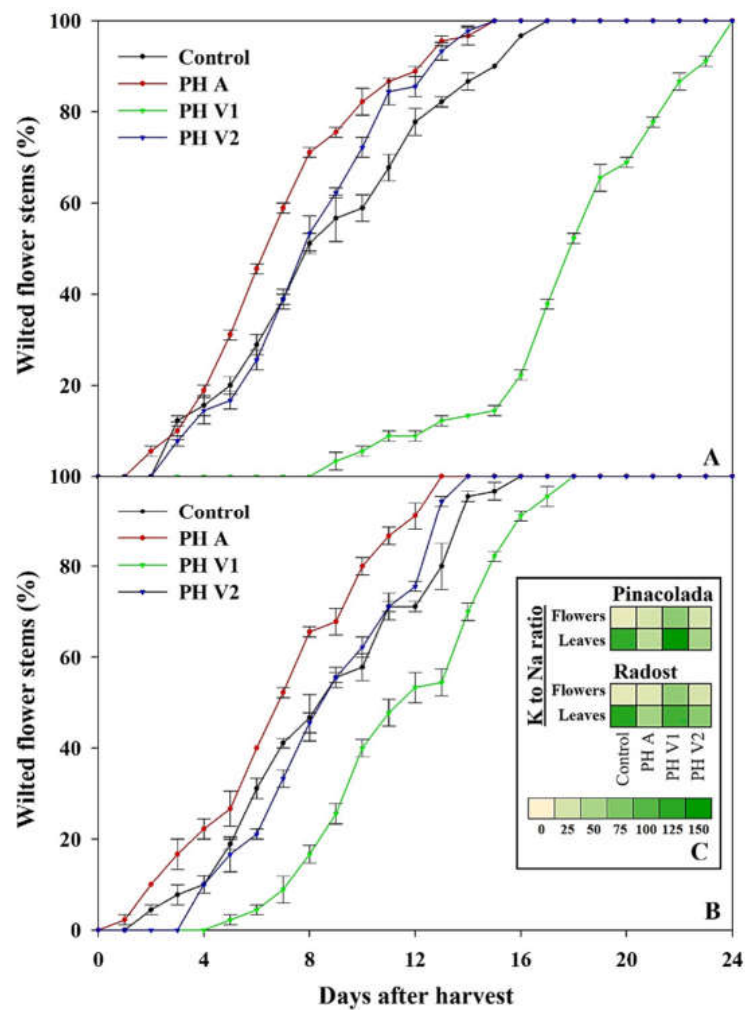 100
80
60
40
20
Wilted flower stems (%)
Control
PH A
PH V1
PH V2
A
100
80
60
40
20
0
Wilted flower stems (%)
Control
PH A
PH V1
PH V2
K to Na ratio
Pinacolada
Flowers
Leaves
Radost
Flowers
Leaves
Control PH A PH V1 PH V2
0 25 50 75 100 125 150
C
B
0 4 8 12 16 20 24
Days after harvest